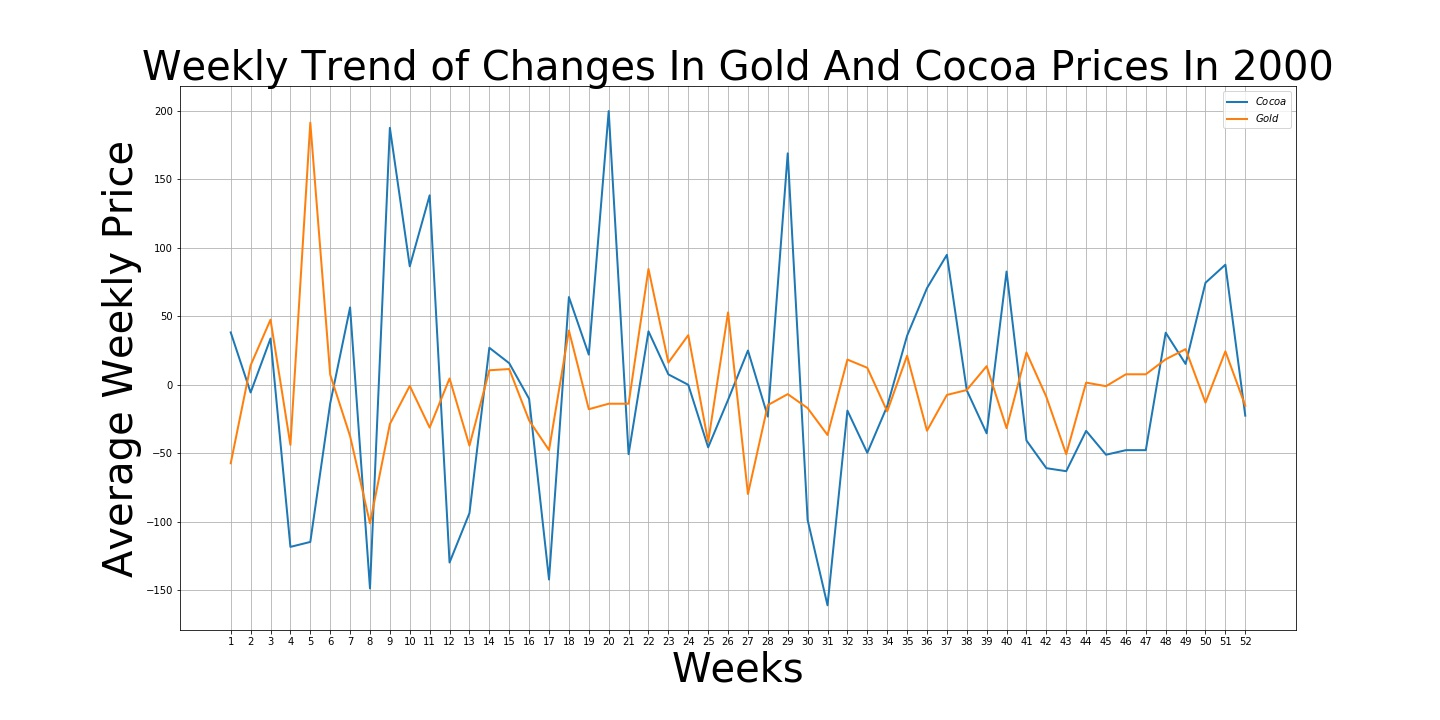 Weekly Trend of Changes In Gold And Cocoa Prices In 2000
Cocoa
Gold
Average Weekly Price
200
150
100
50
0
−50
−100
−150
1 2 3 4 5 6 7 8 9 10 11 12 13 14 15 16 17 18 19 20 21 22 23 24 25 26 27 28 29 30 31 32 33 34 35 36 37 38 39 40 41 42 43 44 45 46 47 48 49 50 51 52
Weeks